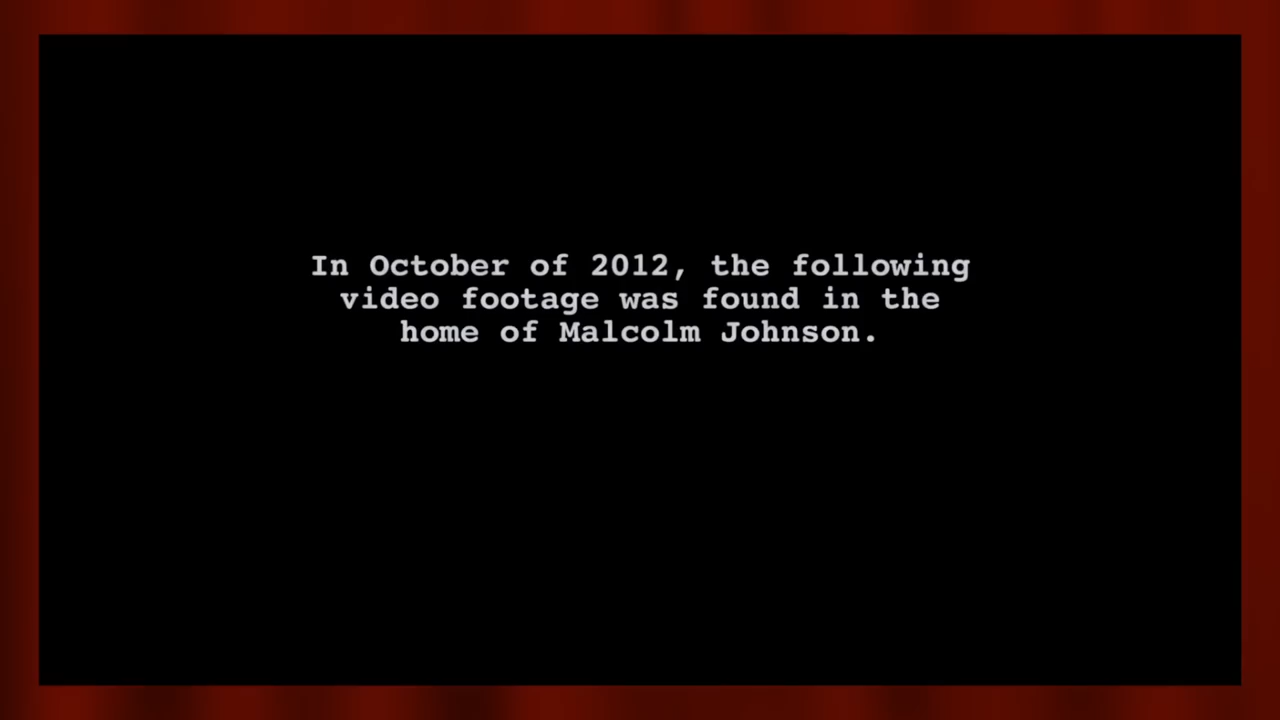 In October of 2012, the following
video footage was found in the
home of Malcolm Johnson.